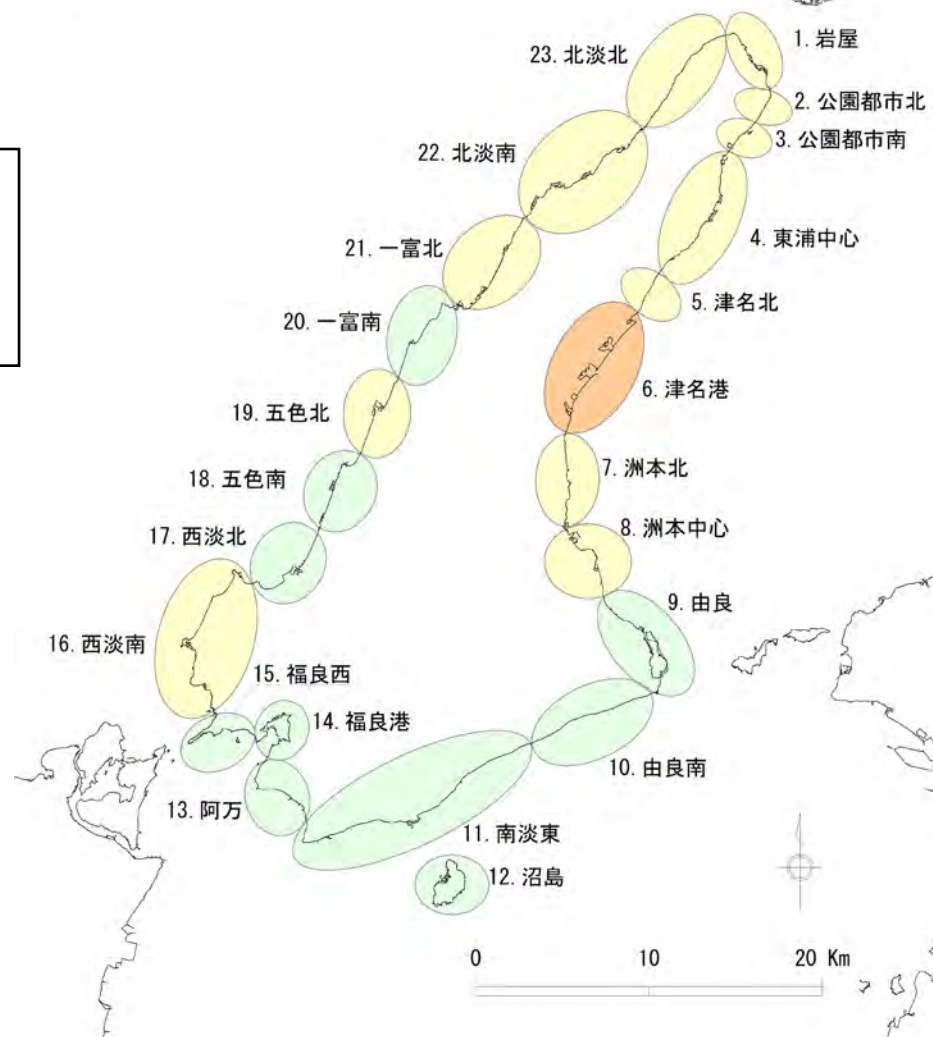 1. 岩屋
2. 公園都市北
3. 公園都市南
4. 東浦中心
5. 津名北
6. 津名港
7. 洲本北
8. 洲本中心
9. 由良
10. 由良南
11. 南淡東
12. 沼島
13. 阿万
14. 福良港
15. 福良西
16. 西淡南
17. 西淡北
18. 五色南
19. 五色北
20. 一富南
21. 一富北
22. 北淡南
23. 北淡北
0 10 20 Km